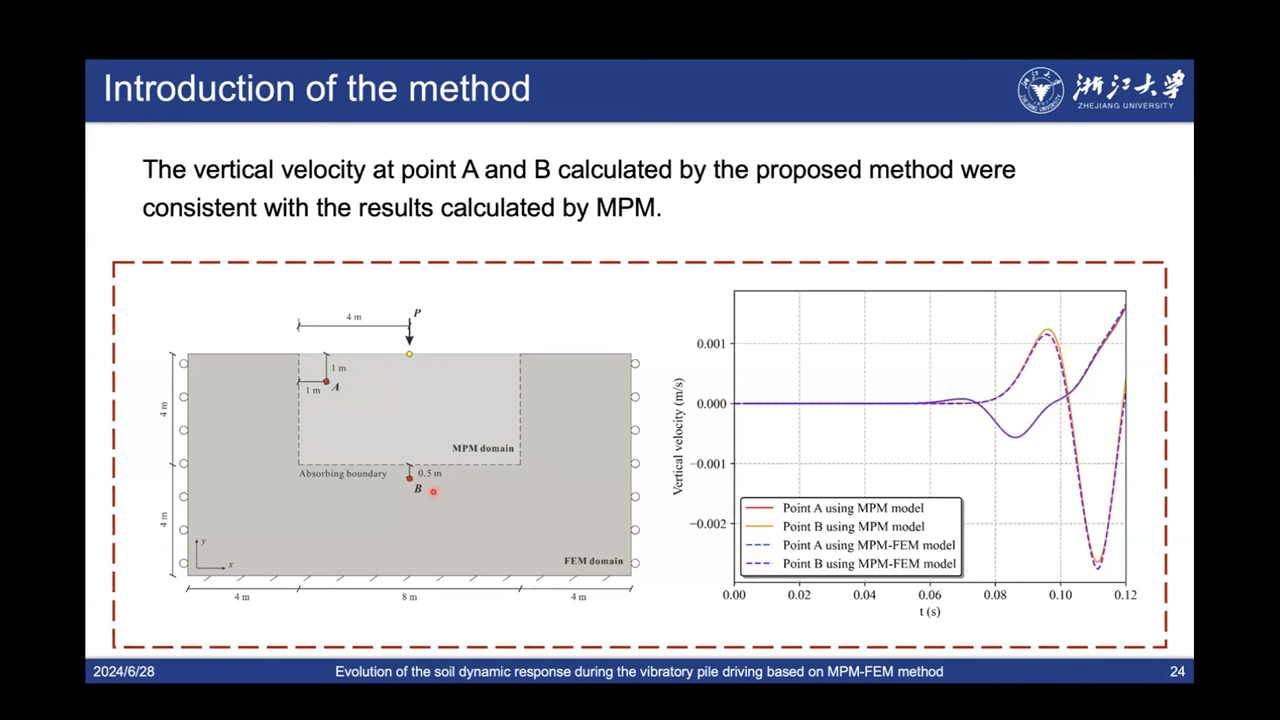 Introduction of the method
浙江大学
ZHEJIANG UNIVERSITY
The vertical velocity at point A and B calculated by the proposed method were
consistent with the results calculated by MPM.
4 m
P
1 m
1 m
A
4 m
MPM domain
Absorbing boundary
0.5 m
B
4 m
y
x
FEM domain
4 m
8 m
4 m
Vertical velocity (m/s)
0.001
0.000
−0.001
−0.002
Point A using MPM model
Point B using MPM model
Point A using MPM-FEM model
Point B using MPM-FEM model
0.00 0.02 0.04 0.06 0.08 0.10 0.12
t (s)
2024/6/28
Evolution of the soil dynamic response during the vibratory pile driving based on MPM-FEM method
24